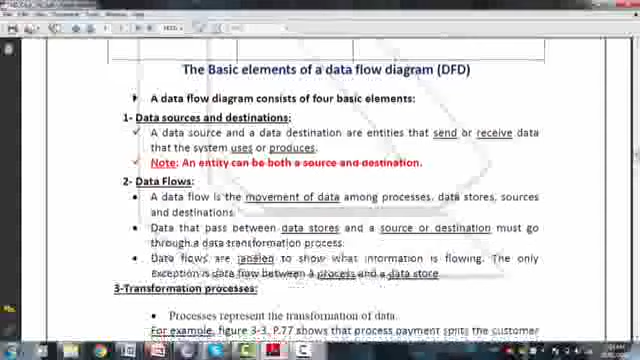 The Basic elements of a data flow diagram (DFD)
A data flow diagram consists of four basic elements:
1- Data sources and destinations:
A data source and a data destination are entities that send or receive data
that the system uses or produces.
Note: An entity can be both a source and destination.
2- Data Flows:
A data flow is the movement of data among processes, data stores, sources
and destinations.
Data that pass between data stores and a source or destination must go
through a data transformation process.
Data flows are labeled to show what information is flowing. The only
exception is data flow between a process and a data store.
3-Transformation processes:
Processes represent the transformation of data.
For example, figure 3-3, P.77 shows that process payment splits the customer